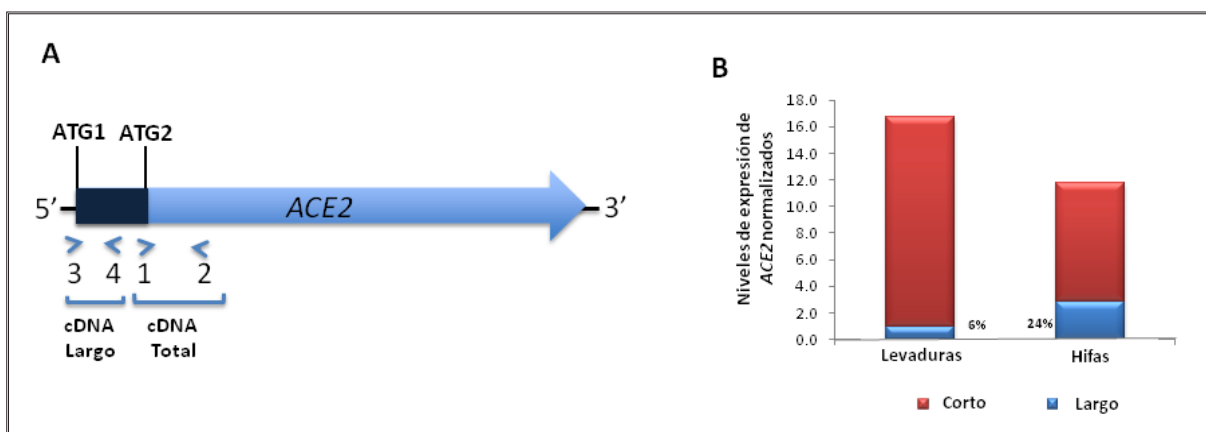 A
ATG1 ATG2
5’
ACE2
3’
3 4 1 2
cDNA
Largo
cDNA
Total
B
Niveles de expresión de
ACE2 normalizados
18.0
16.0
14.0
12.0
10.0
8.0
6.0
4.0
2.0
0.0
6%
24%
Levaduras
Hifas
Corto
Largo